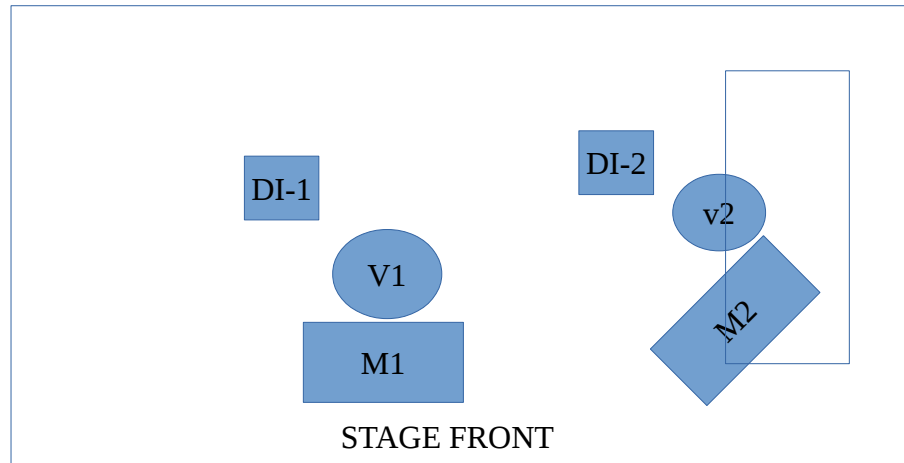 DI-1
DI-2
V1
v2
M1
M2
STAGE FRONT